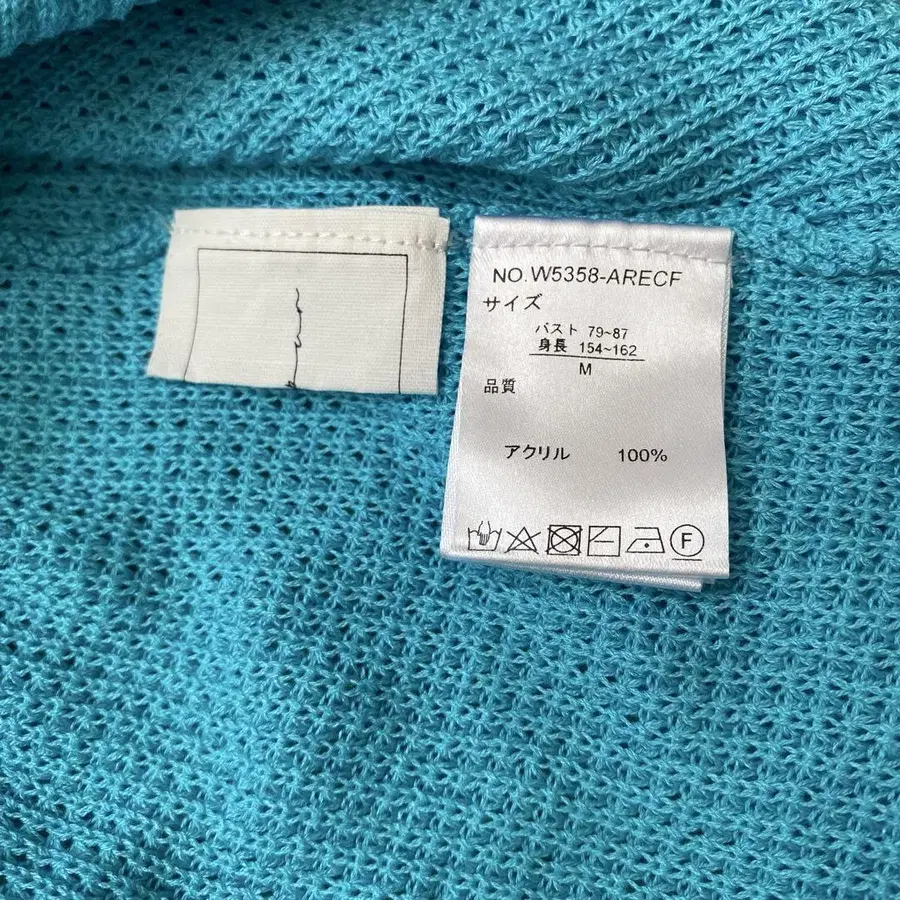 NO.W5358-ARECF
サイズ
バスト 79~87
身長 154~162
M
品質
アクリル 100%
F